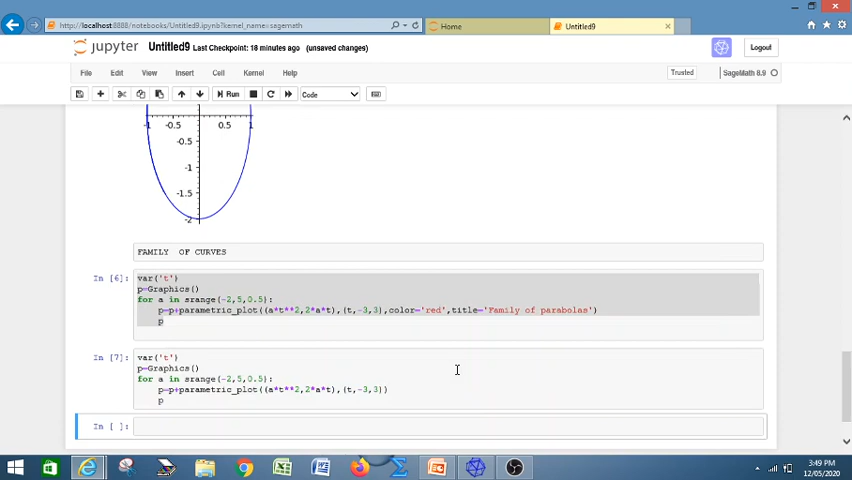 http://localhost:8888/notebooks/Untitled9.ipynb?kernel_name=sagemath
Home
Untitled9
jupyter Untitled9 Last Checkpoint: 18 minutes ago (unsaved changes)
Logout
File Edit View Insert Cell Kernel Help
Trusted
SageMath 8.9
Run
Code
-1 -0.5 0.5 1
-0.5
-1
-1.5
-2
FAMILY OF CURVES
In [6]:
var('t')
p=Graphics()
for a in srange(-2,5,0.5):
p=p+parametric_plot((a*t**2,2*a*t),(t,-3,3),color='red',title='Family of parabolas')
p
In [7]:
var('t')
p=Graphics()
for a in srange(-2,5,0.5):
p=p+parametric_plot((a*t**2,2*a*t),(t,-3,3))
p
In [ ]:
3:49 PM
12/05/2020